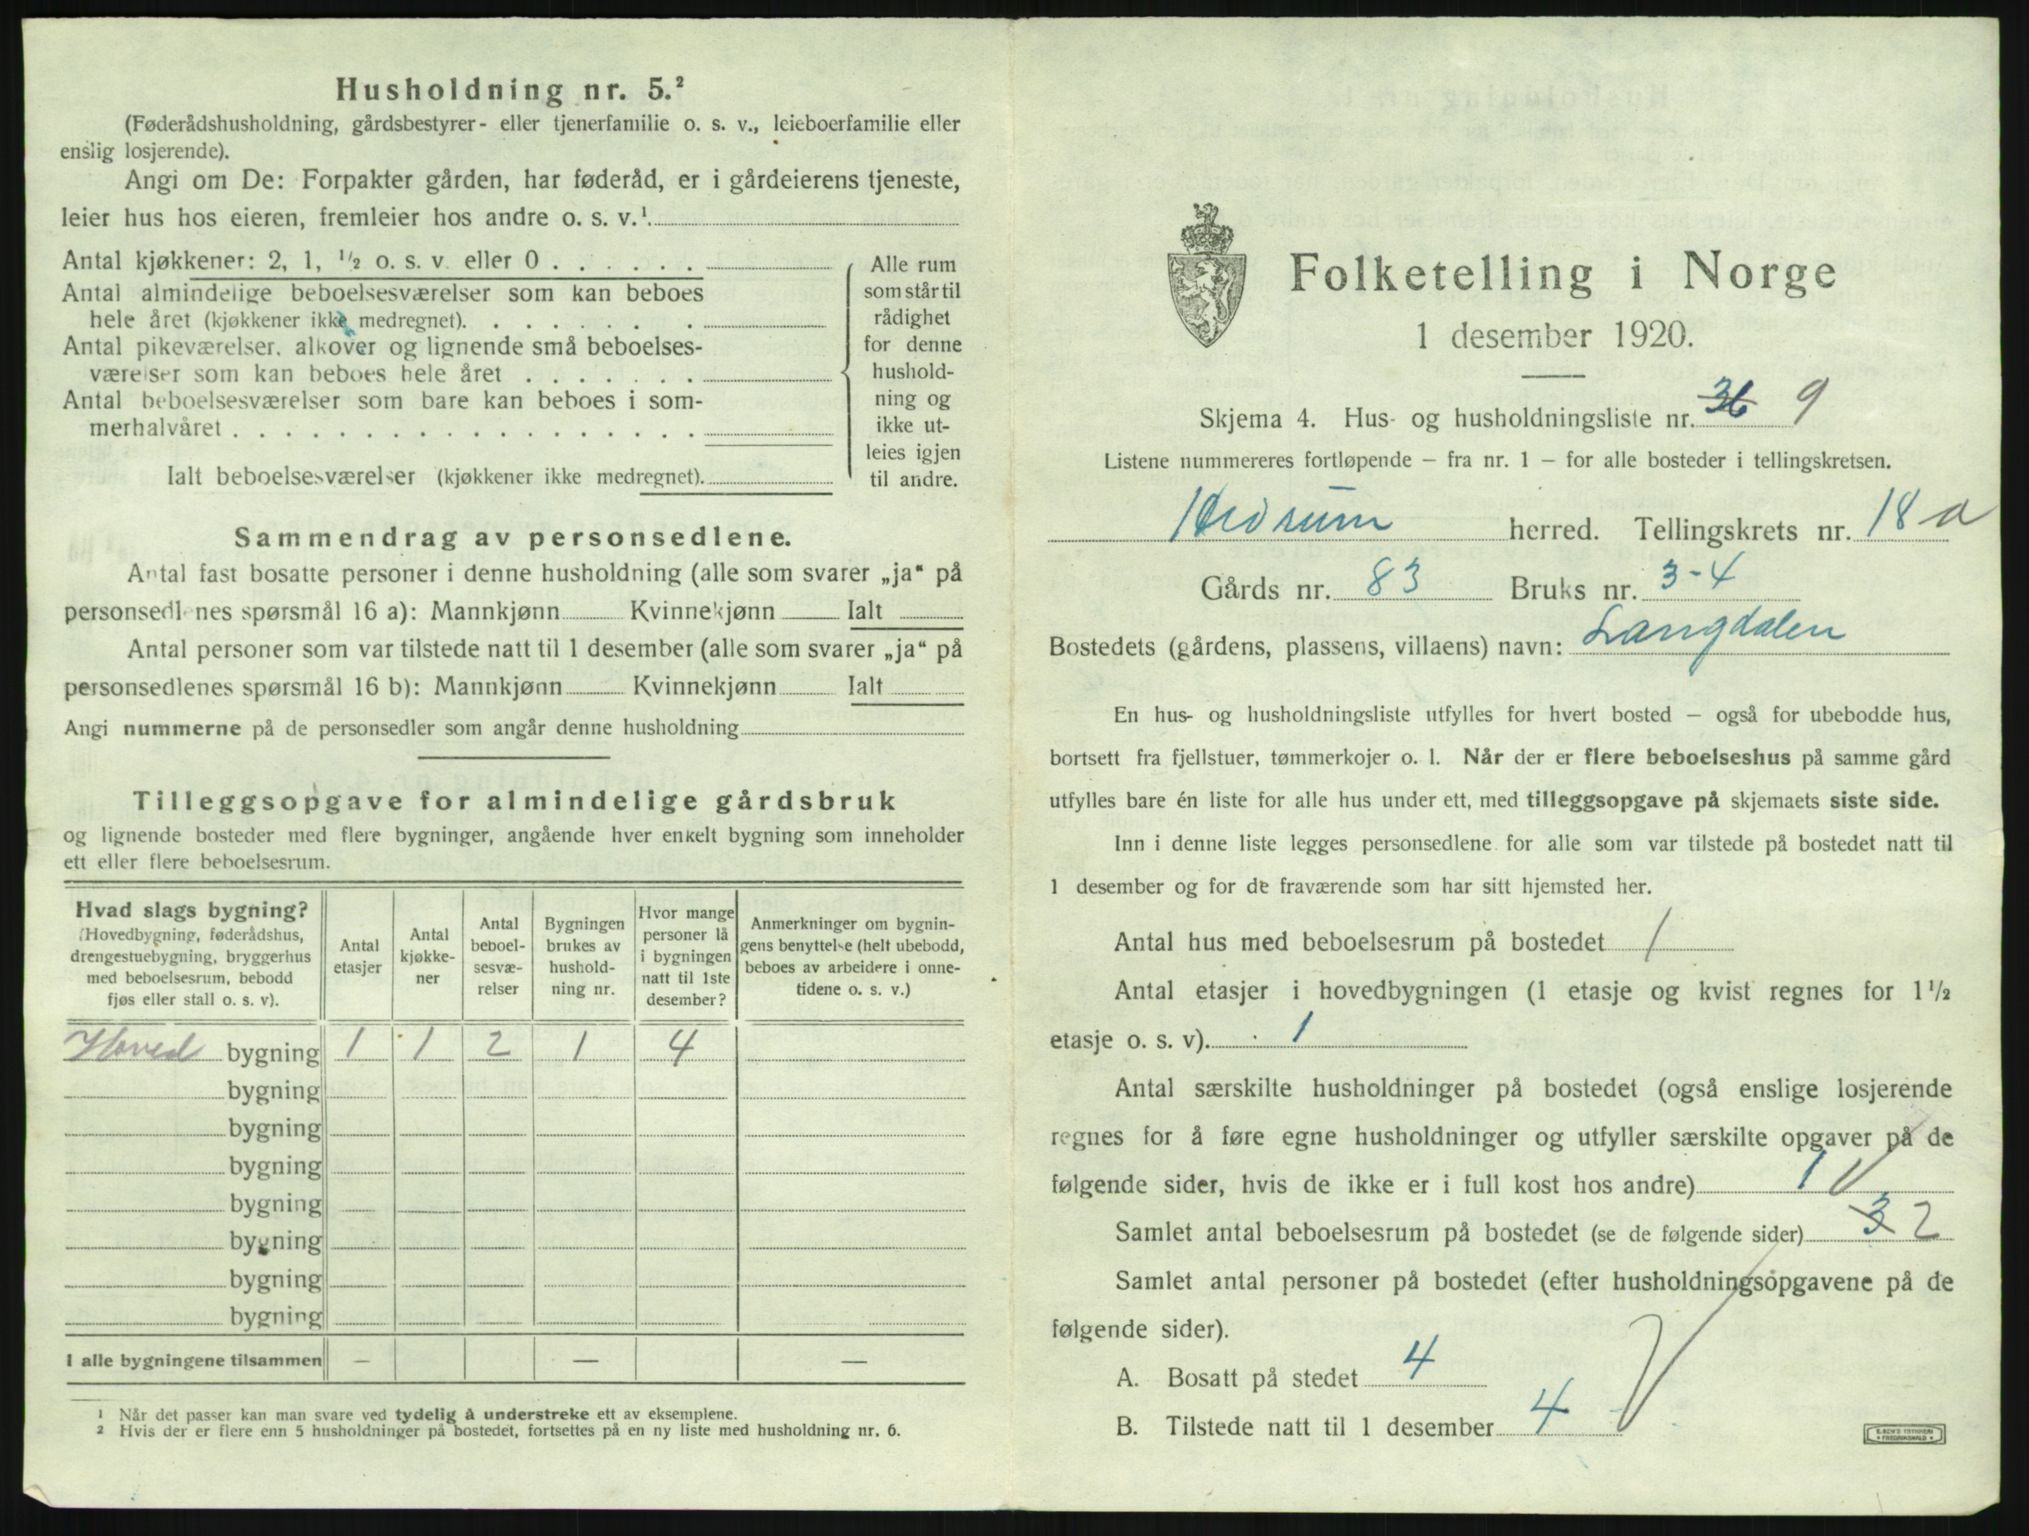 Husholdning nr. 5.²
(Føderådshusholdning, gårdsbestyrer- eller tjenerfamilie o. s. v., leieboerfamilie eller
enslig losjerende).
Angi om De: Forpakter gården, har føderåd, er i gårdeierens tjeneste,
leier hus hos eieren, fremleier hos andre o. s. v.¹
Antal kjøkkener: 2, 1, ½ o. s. v. eller 0
Antal almindelige beboelsesværelser som kan beboes
hele året (kjøkkener ikke medregnet).
Antal pikeværelser, alkover og lignende små beboelses-
værelser som kan beboes hele året
Antal beboelsesværelser som bare kan beboes i som-
merhalvåret
Ialt beboelsesværelser (kjøkkener ikke medregnet).
Alle rum
som står til
rådighet
for denne
hushold-
ning og
ikke ut-
leies igjen
til andre.
Sammendrag av personsedlene.
Antal fast bosatte personer i denne husholdning (alle som svarer „ja“ på
personsedlenes spørsmål 16 a): Mannkjønn Kvinnekjønn Ialt
Antal personer som var tilstede natt til 1 desember (alle som svarer „ja“ på
personsedlenes spørsmål 16 b): Mannkjønn Kvinnekjønn Ialt
Angi nummerne på de personsedler som angår denne husholdning
Tilleggsopgave for almindelige gårdsbruk
og lignende bosteder med flere bygninger, angående hver enkelt bygning som inneholder
ett eller flere beboelsesrum.
Hvad slags bygning?
(Hovedbygning, føderådshus,
drengestuebygning, bryggerhus
med beboelsesrum, bebodd
fjøs eller stall o. s. v).
Antal
etasjer
Antal
kjøkke-
ner
Antal
beboel-
sesvæ-
relser
Bygningen
brukes av
hushold-
ning nr.
Hvor mange
personer lå
i bygningen
natt til 1ste
desember?
Anmerkninger om bygnin-
gens benyttelse (helt ubebodd,
beboes av arbeidere i onne-
tidene o. s. v.)
Hoved bygning 1 1 2 1 4
bygning
bygning
bygning
bygning
bygning
bygning
bygning
I alle bygningene tilsammen — — —
¹ Når det passer kan man svare ved tydelig å understreke ett av eksemplene.
² Hvis der er flere enn 5 husholdninger på bostedet, fortsettes på en ny liste med husholdning nr. 6.
Folketelling i Norge
1 desember 1920.
Skjema 4. Hus- og husholdningsliste nr. 36 9
Listene nummereres fortløpende – fra nr. 1 – for alle bosteder i tellingskretsen.
Hedrum herred. Tellingskrets nr. 18 a
Gårds nr. 83 Bruks nr. 3-4
Bostedets (gårdens, plassens, villaens) navn: Langdalen
En hus- og husholdningsliste utfylles for hvert bosted – også for ubebodde hus,
bortsett fra fjellstuer, tømmerkojer o. l. Når der er flere beboelseshus på samme gård
utfylles bare én liste for alle hus under ett, med tilleggsopgave på skjemaets siste side.
Inn i denne liste legges personsedlene for alle som var tilstede på bostedet natt til
1 desember og for de fraværende som har sitt hjemsted her.
Antal hus med beboelsesrum på bostedet 1
Antal etasjer i hovedbygningen (1 etasje og kvist regnes for 1½
etasje o. s. v). 1
Antal særskilte husholdninger på bostedet (også enslige losjerende
regnes for å føre egne husholdninger og utfyller særskilte opgaver på de
følgende sider, hvis de ikke er i full kost hos andre) 1
Samlet antal beboelsesrum på bostedet (se de følgende sider) 3 2
Samlet antal personer på bostedet (efter husholdningsopgavene på de
følgende sider).
A. Bosatt på stedet 4
B. Tilstede natt til 1 desember 4